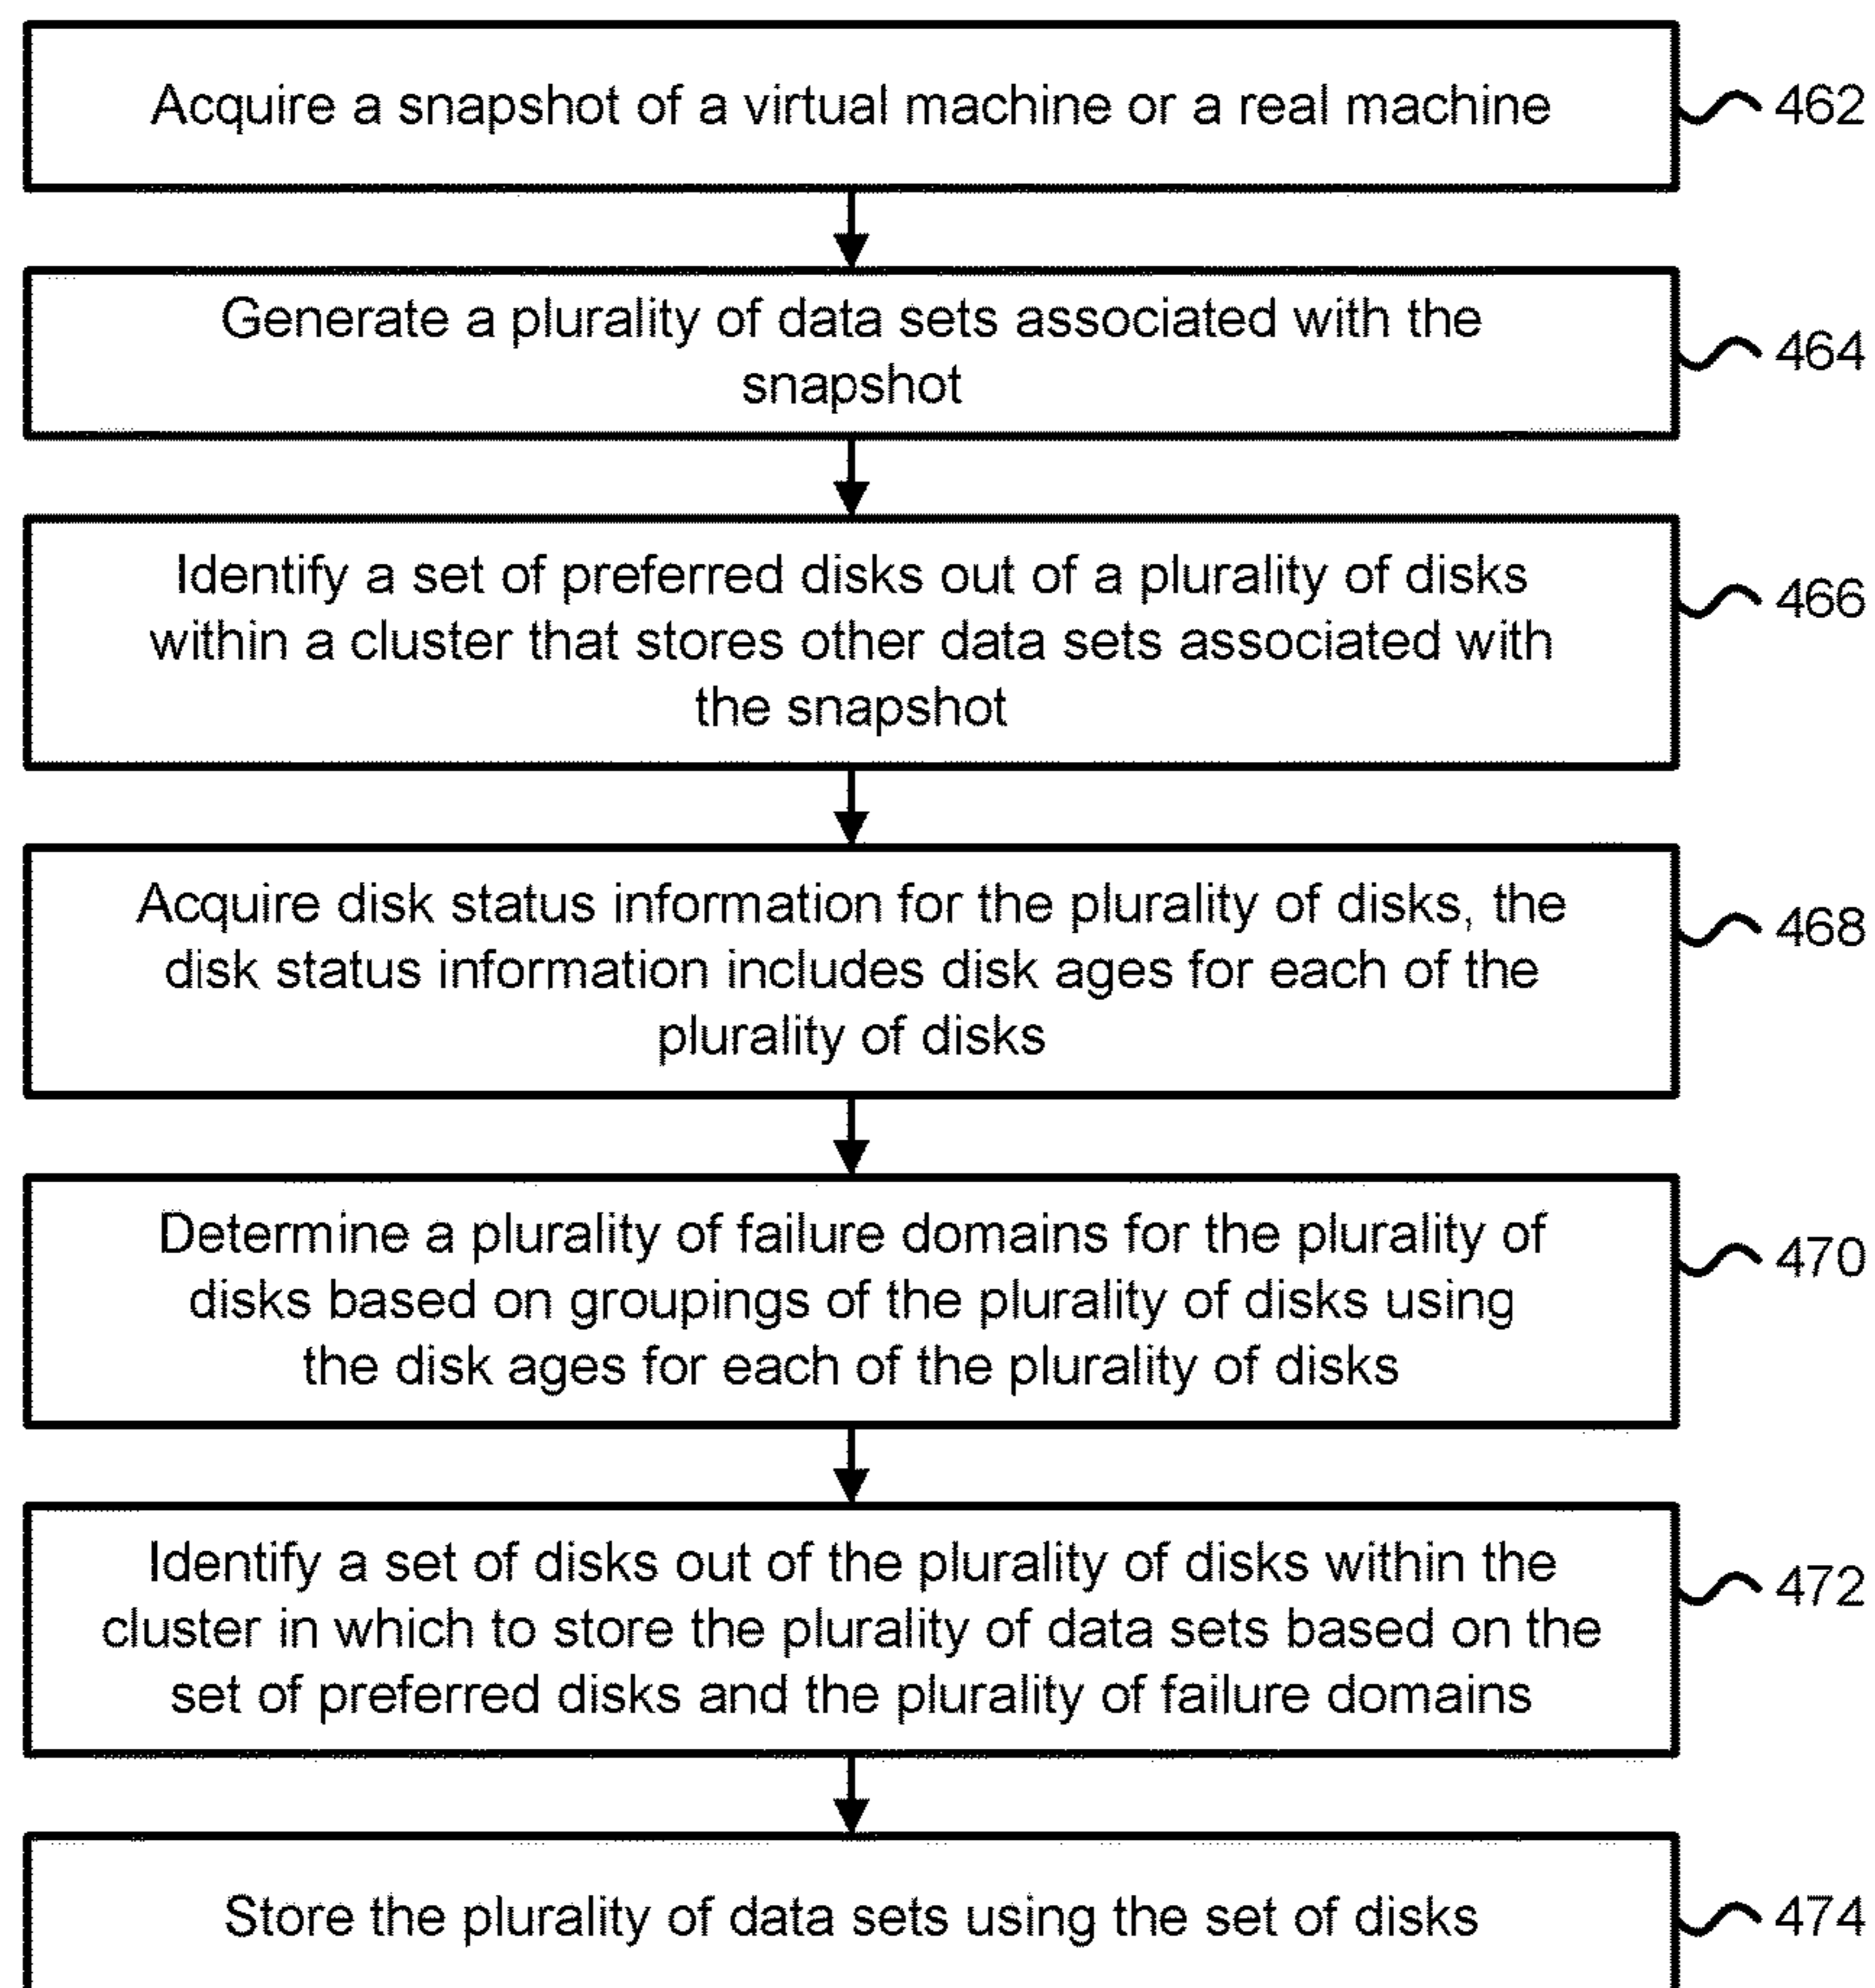 Acquire a snapshot of a virtual machine or a real machine
462
Generate a plurality of data sets associated with the
snapshot
464
Identify a set of preferred disks out of a plurality of disks
within a cluster that stores other data sets associated with
the snapshot
466
Acquire disk status information for the plurality of disks, the
disk status information includes disk ages for each of the
plurality of disks
468
Determine a plurality of failure domains for the plurality of
disks based on groupings of the plurality of disks using
the disk ages for each of the plurality of disks
470
Identify a set of disks out of the plurality of disks within the
cluster in which to store the plurality of data sets based on the
set of preferred disks and the plurality of failure domains
472
Store the plurality of data sets using the set of disks
474